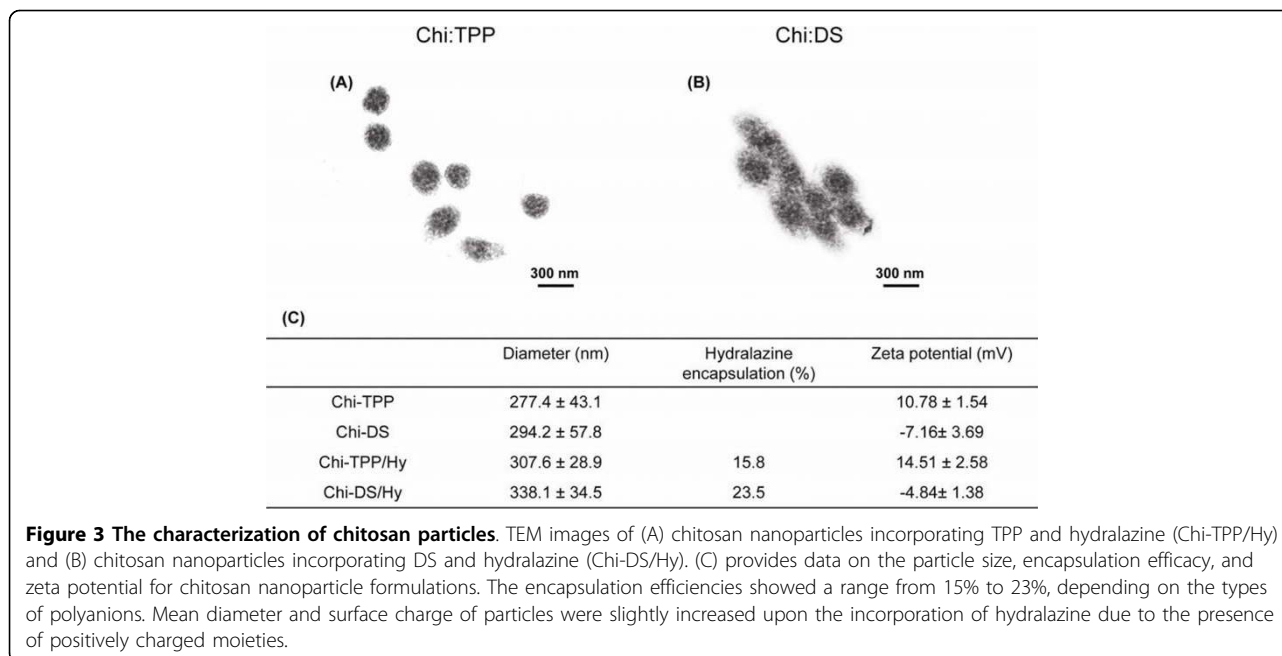 Chi:TPP Chi:DS
(A) (B)
300 nm 300 nm
(C)
Diameter (nm) Hydralazine encapsulation (%) Zeta potential (mV)
Chi-TPP 277.4 ± 43.1 10.78 ± 1.54
Chi-DS 294.2 ± 57.8 -7.16± 3.69
Chi-TPP/Hy 307.6 ± 28.9 15.8 14.51 ± 2.58
Chi-DS/Hy 338.1 ± 34.5 23.5 -4.84± 1.38
Figure 3 The characterization of chitosan particles. TEM images of (A) chitosan nanoparticles incorporating TPP and hydralazine (Chi-TPP/Hy)
and (B) chitosan nanoparticles incorporating DS and hydralazine (Chi-DS/Hy). (C) provides data on the particle size, encapsulation efficacy, and
zeta potential for chitosan nanoparticle formulations. The encapsulation efficiencies showed a range from 15% to 23%, depending on the types
of polyanions. Mean diameter and surface charge of particles were slightly increased upon the incorporation of hydralazine due to the presence
of positively charged moieties.